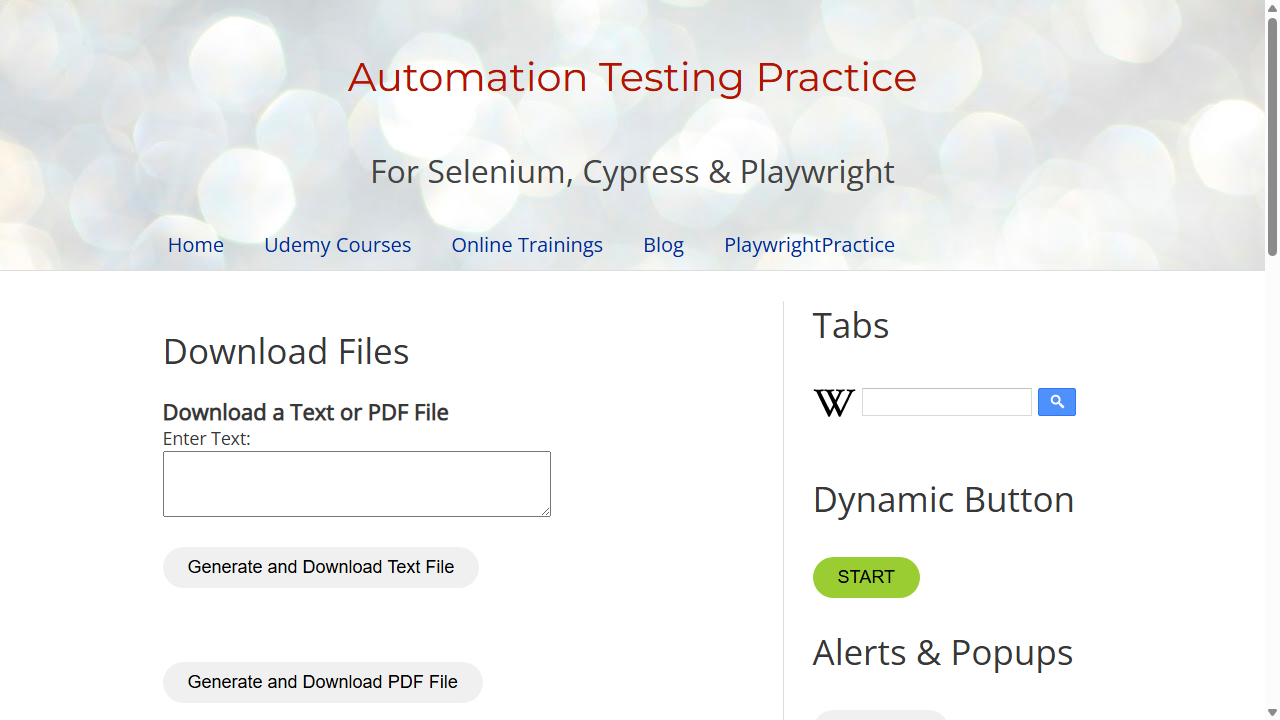 Automation Testing Practice
For Selenium, Cypress & Playwright
Home Udemy Courses Online Trainings Blog PlaywrightPractice
Download Files
Download a Text or PDF File
Enter Text:
Generate and Download Text File
Generate and Download PDF File
Tabs
W
Dynamic Button
START
Alerts & Popups